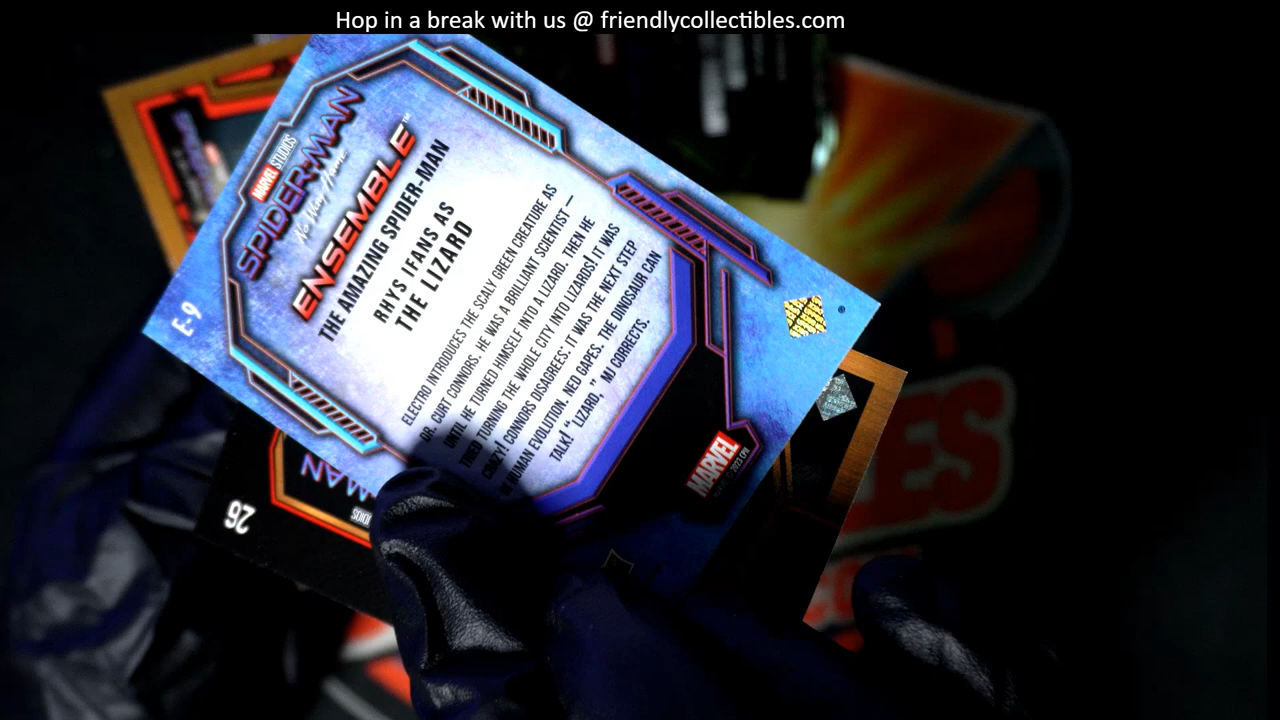 Hop in a break with us @ friendlycollectibles.com
MARVEL STUDIOS
SPIDER-MAN
No Way Home
ENSEMBLE™
THE AMAZING SPIDER-MAN
RHYS IFANS AS
THE LIZARD
E-9
ELECTRO INTRODUCES THE SCALY GREEN CREATURE AS
DR. CURT CONNORS. HE WAS A BRILLIANT SCIENTIST —
UNTIL HE TURNED HIMSELF INTO A LIZARD. THEN HE
TRIED TURNING THE WHOLE CITY INTO LIZARDS! IT WAS
CRAZY! CONNORS DISAGREES: IT WAS THE NEXT STEP
IN HUMAN EVOLUTION. NED GAPES. THE DINOSAUR CAN
TALK! “LIZARD,” MJ CORRECTS.
MARVEL
26